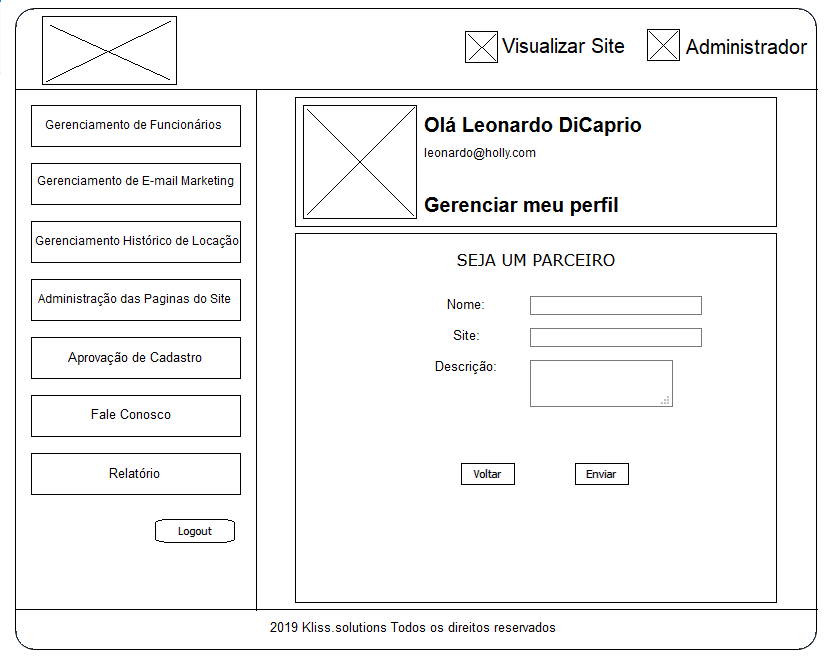 Visualizar Site
Administrador
Gerenciamento de Funcionários
Gerenciamento de E-mail Marketing
Gerenciamento Histórico de Locação
Administração das Paginas do Site
Aprovação de Cadastro
Fale Conosco
Relatório
Logout
Olá Leonardo DiCaprio
leonardo@holly.com
Gerenciar meu perfil
SEJA UM PARCEIRO
Nome:
Site:
Descrição:
Voltar
Enviar
2019 Kliss.solutions Todos os direitos reservados